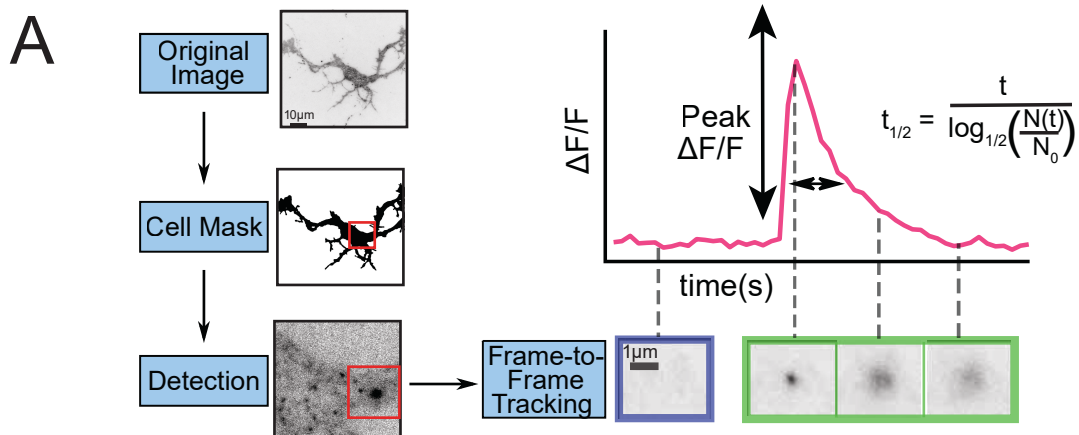 A
Original
Image
10μm
Cell Mask
Detection
Frame-to-
Frame
Tracking
ΔF/F
Peak
ΔF/F
t1/2 = t / log1/2(N(t)/N0)
time(s)
1μm